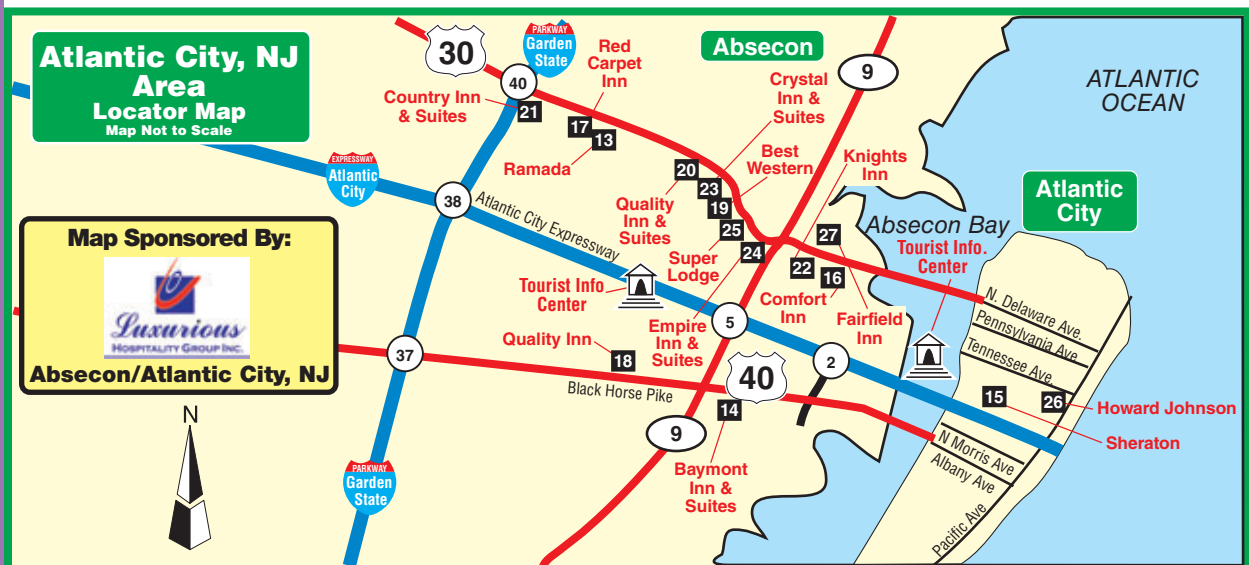 Atlantic City, NJ
Area
Locator Map
Map Not to Scale
30
PARKWAY
Garden
State
40
Red
Carpet
Inn
Absecon
9
Country Inn
& Suites
21
17
13
Ramada
Crystal
Inn &
Suites
Best
Western
Knights
Inn
ATLANTIC
OCEAN
EXPRESSWAY
Atlantic
City
38
Atlantic City Expressway
20
23
19
25
24
Quality
Inn &
Suites
Super
Lodge
27
22
16
Absecon Bay
Tourist Info.
Center
Atlantic
City
Map Sponsored By:
Luxurious
HOSPITALITY GROUP INC.
Absecon/Atlantic City, NJ
Tourist Info
Center
Empire
Inn &
Suites
5
Comfort
Inn
Fairfield
Inn
N. Delaware Ave.
Pennsylvania Ave
Tennessee Ave.
37
Quality Inn
18
Black Horse Pike
40
2
15
26
Howard Johnson
Sheraton
14
9
Baymont
Inn &
Suites
N Morris Ave
Albany Ave
Pacific Ave
N
PARKWAY
Garden
State